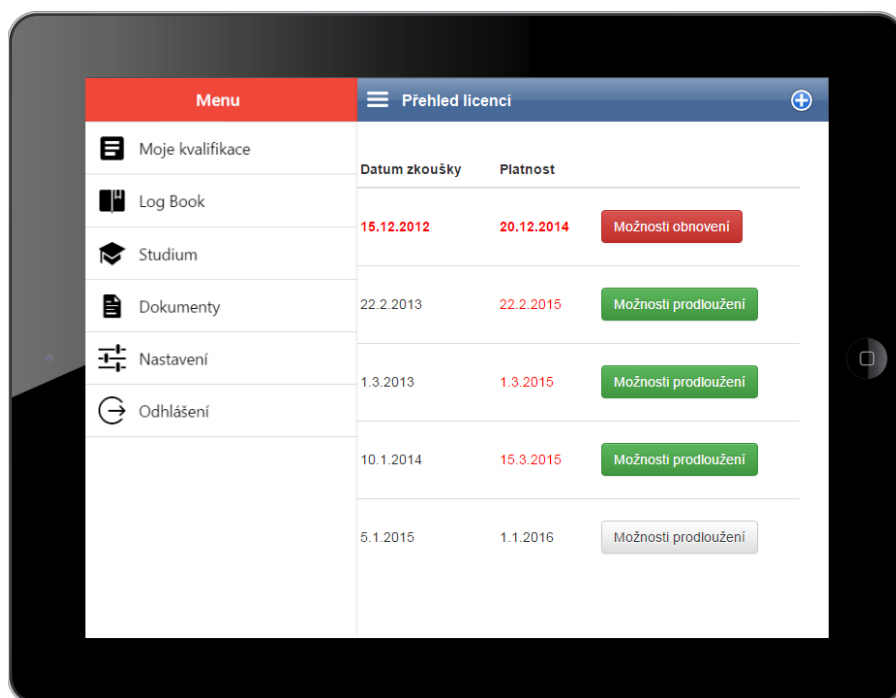 Menu
Přehled licencí
Moje kvalifikace
Log Book
Studium
Dokumenty
Nastavení
Odhlášení
Datum zkoušky Platnost
15.12.2012 20.12.2014 Možnosti obnovení
22.2.2013 22.2.2015 Možnosti prodloužení
1.3.2013 1.3.2015 Možnosti prodloužení
10.1.2014 15.3.2015 Možnosti prodloužení
5.1.2015 1.1.2016 Možnosti prodloužení